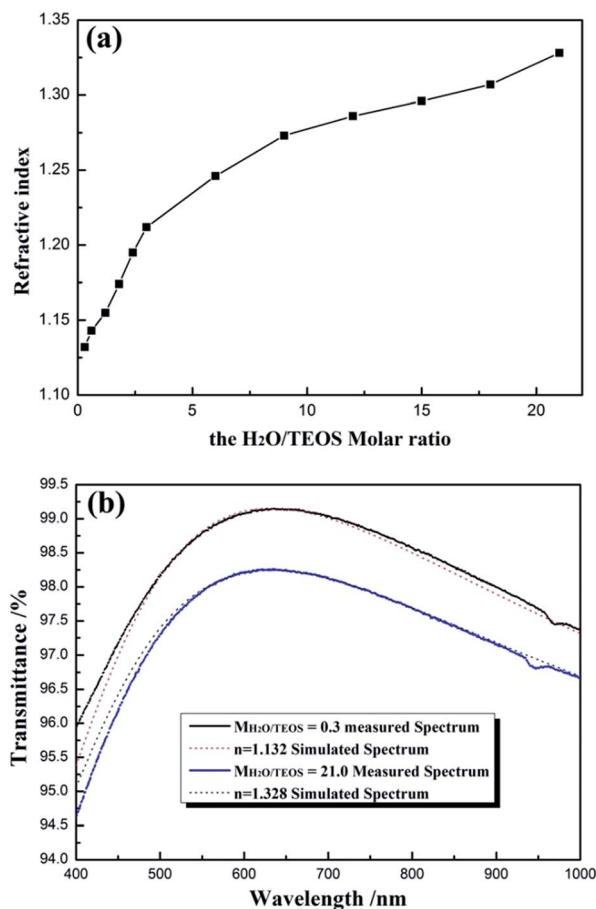 (a)
1.35
1.30
1.25
1.20
1.15
1.10
Refractive index
0 5 10 15 20
the H2O/TEOS Molar ratio
(b)
99.5
99.0
98.5
98.0
97.5
97.0
96.5
96.0
95.5
95.0
94.5
94.0
Transmittance /%
MH2O/TEOS = 0.3 measured Spectrum
n=1.132 Simulated Spectrum
MH2O/TEOS = 21.0 Measured Spectrum
n=1.328 Simulated Spectrum
400 500 600 700 800 900 1000
Wavelength /nm